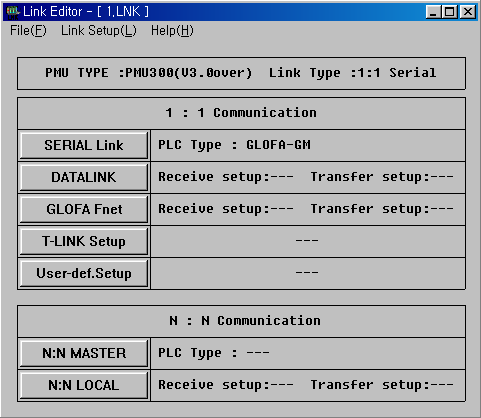 Link Editor - [ 1,LNK ]
File(F) Link Setup(L) Help(H)
PMU TYPE :PMU300(V3.0over) Link Type :1:1 Serial
1 : 1 Communication
SERIAL Link PLC Type : GLOFA-GM
DATALINK Receive setup:--- Transfer setup:---
GLOFA Fnet Receive setup:--- Transfer setup:---
T-LINK Setup ---
User-def.Setup ---
N : N Communication
N:N MASTER PLC Type : ---
N:N LOCAL Receive setup:--- Transfer setup:---